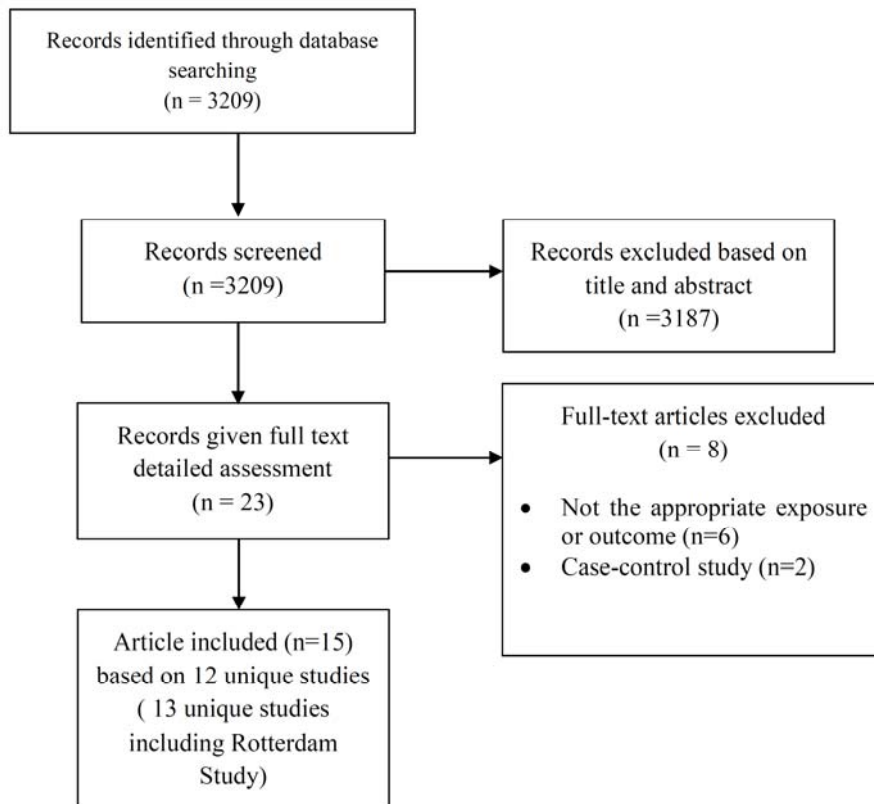 Records identified through database
searching
(n = 3209)
Records screened
(n =3209)
Records excluded based on
title and abstract
(n =3187)
Records given full text
detailed assessment
(n = 23)
Full-text articles excluded
(n = 8)
• Not the appropriate exposure
or outcome (n=6)
• Case-control study (n=2)
Article included (n=15)
based on 12 unique studies
( 13 unique studies
including Rotterdam
Study)